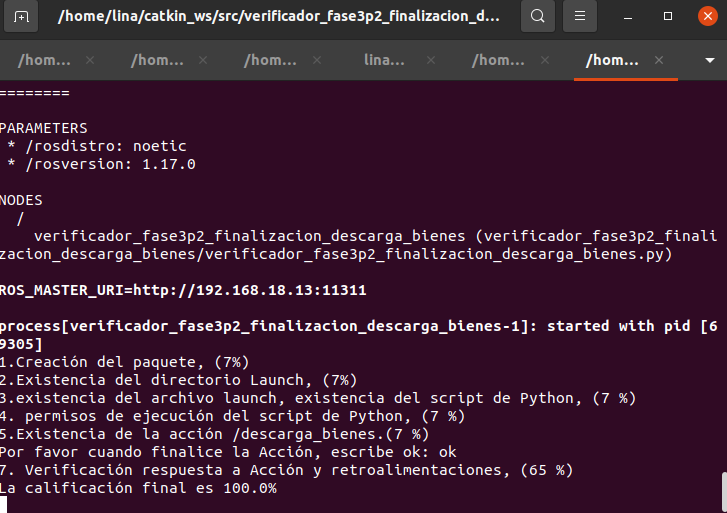 /home/lina/catkin_ws/src/verificador_fase3p2_finalizacion_d...
/hom... × /hom... × /hom... × lina... × /hom... × /hom... ×
========
PARAMETERS
* /rosdistro: noetic
* /rosversion: 1.17.0
NODES
/
verificador_fase3p2_finalizacion_descarga_bienes (verificador_fase3p2_finali
zacion_descarga_bienes/verificador_fase3p2_finalizacion_descarga_bienes.py)
ROS_MASTER_URI=http://192.168.18.13:11311
process[verificador_fase3p2_finalizacion_descarga_bienes-1]: started with pid [6
9305]
1.Creación del paquete, (7%)
2.Existencia del directorio Launch, (7%)
3.existencia del archivo launch, existencia del script de Python, (7 %)
4. permisos de ejecución del script de Python, (7 %)
5.Existencia de la acción /descarga_bienes.(7 %)
Por favor cuando finalice la Acción, escribe ok: ok
7. Verificación respuesta a Acción y retroalimentaciones, (65 %)
La calificación final es 100.0%